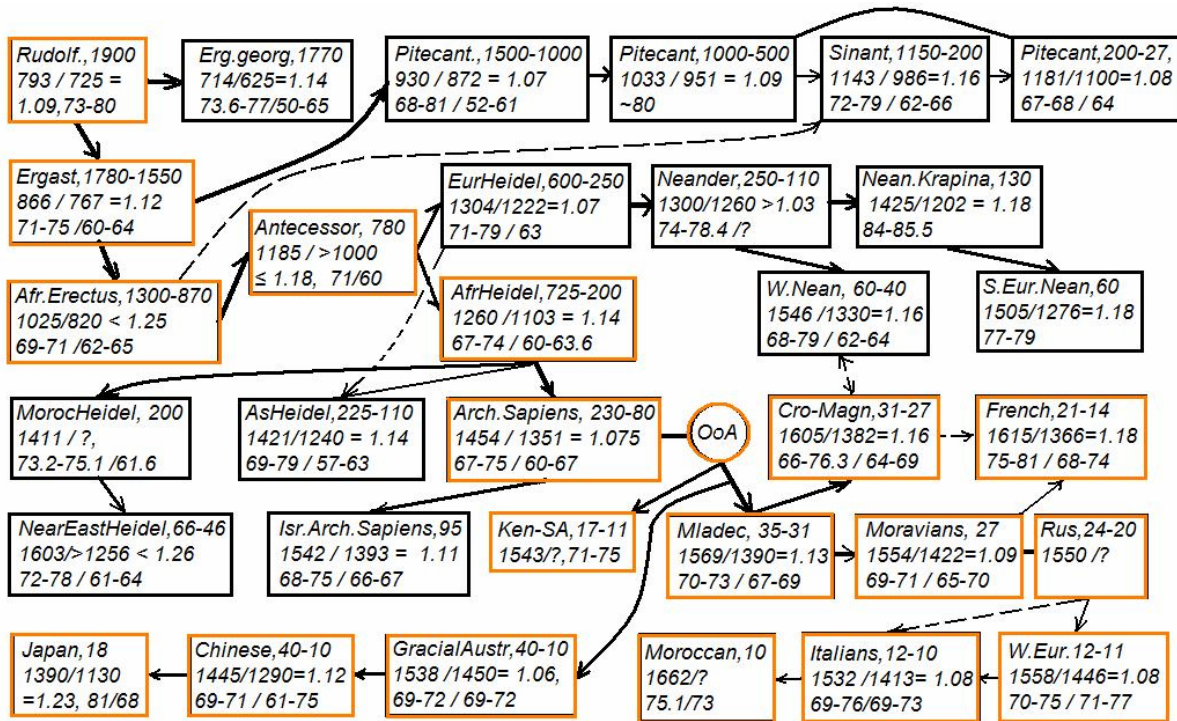 Rudolf.,1900
793 / 725 =
1.09,73-80
Erg.georg,1770
714/625=1.14
73.6-77/50-65
Pitecant.,1500-1000
930 / 872 = 1.07
68-81 / 52-61
Pitecant,1000-500
1033 / 951 = 1.09
~80
Sinant,1150-200
1143 / 986=1.16
72-79 / 62-66
Pitecant,200-27,
1181/1100=1.08
67-68 / 64
Ergast,1780-1550
866 / 767 =1.12
71-75 /60-64
Antecessor, 780
1185 / >1000
≤ 1.18, 71/60
EurHeidel,600-250
1304/1222=1.07
71-79 / 63
Neander,250-110
1300/1260 >1.03
74-78.4 /?
Nean.Krapina,130
1425/1202 = 1.18
84-85.5
Afr.Erectus,1300-870
1025/820 < 1.25
69-71 /62-65
AfrHeidel,725-200
1260 /1103 = 1.14
67-74 / 60-63.6
W.Nean, 60-40
1546 /1330=1.16
68-79 / 62-64
S.Eur.Nean,60
1505/1276=1.18
77-79
MorocHeidel, 200
1411 / ?,
73.2-75.1 /61.6
AsHeidel,225-110
1421/1240 = 1.14
69-79 / 57-63
Arch.Sapiens, 230-80
1454 / 1351 = 1.075
67-75 / 60-67
OoA
Cro-Magn,31-27
1605/1382=1.16
66-76.3 / 64-69
French,21-14
1615/1366=1.18
75-81 / 68-74
NearEastHeidel,66-46
1603/>1256 < 1.26
72-78 / 61-64
Isr.Arch.Sapiens,95
1542 / 1393 = 1.11
68-75 / 66-67
Ken-SA,17-11
1543/?,71-75
Mladec, 35-31
1569/1390=1.13
70-73 / 67-69
Moravians, 27
1554/1422=1.09
69-71 / 65-70
Rus,24-20
1550 /?
Japan,18
1390/1130
=1.23, 81/68
Chinese,40-10
1445/1290=1.12
69-71 / 61-75
GracialAustr,40-10
1538 /1450= 1.06,
69-72 / 69-72
Moroccan,10
1662/?
75.1/73
Italians,12-10
1532 /1413= 1.08
69-76/69-73
W.Eur.12-11
1558/1446=1.08
70-75 / 71-77